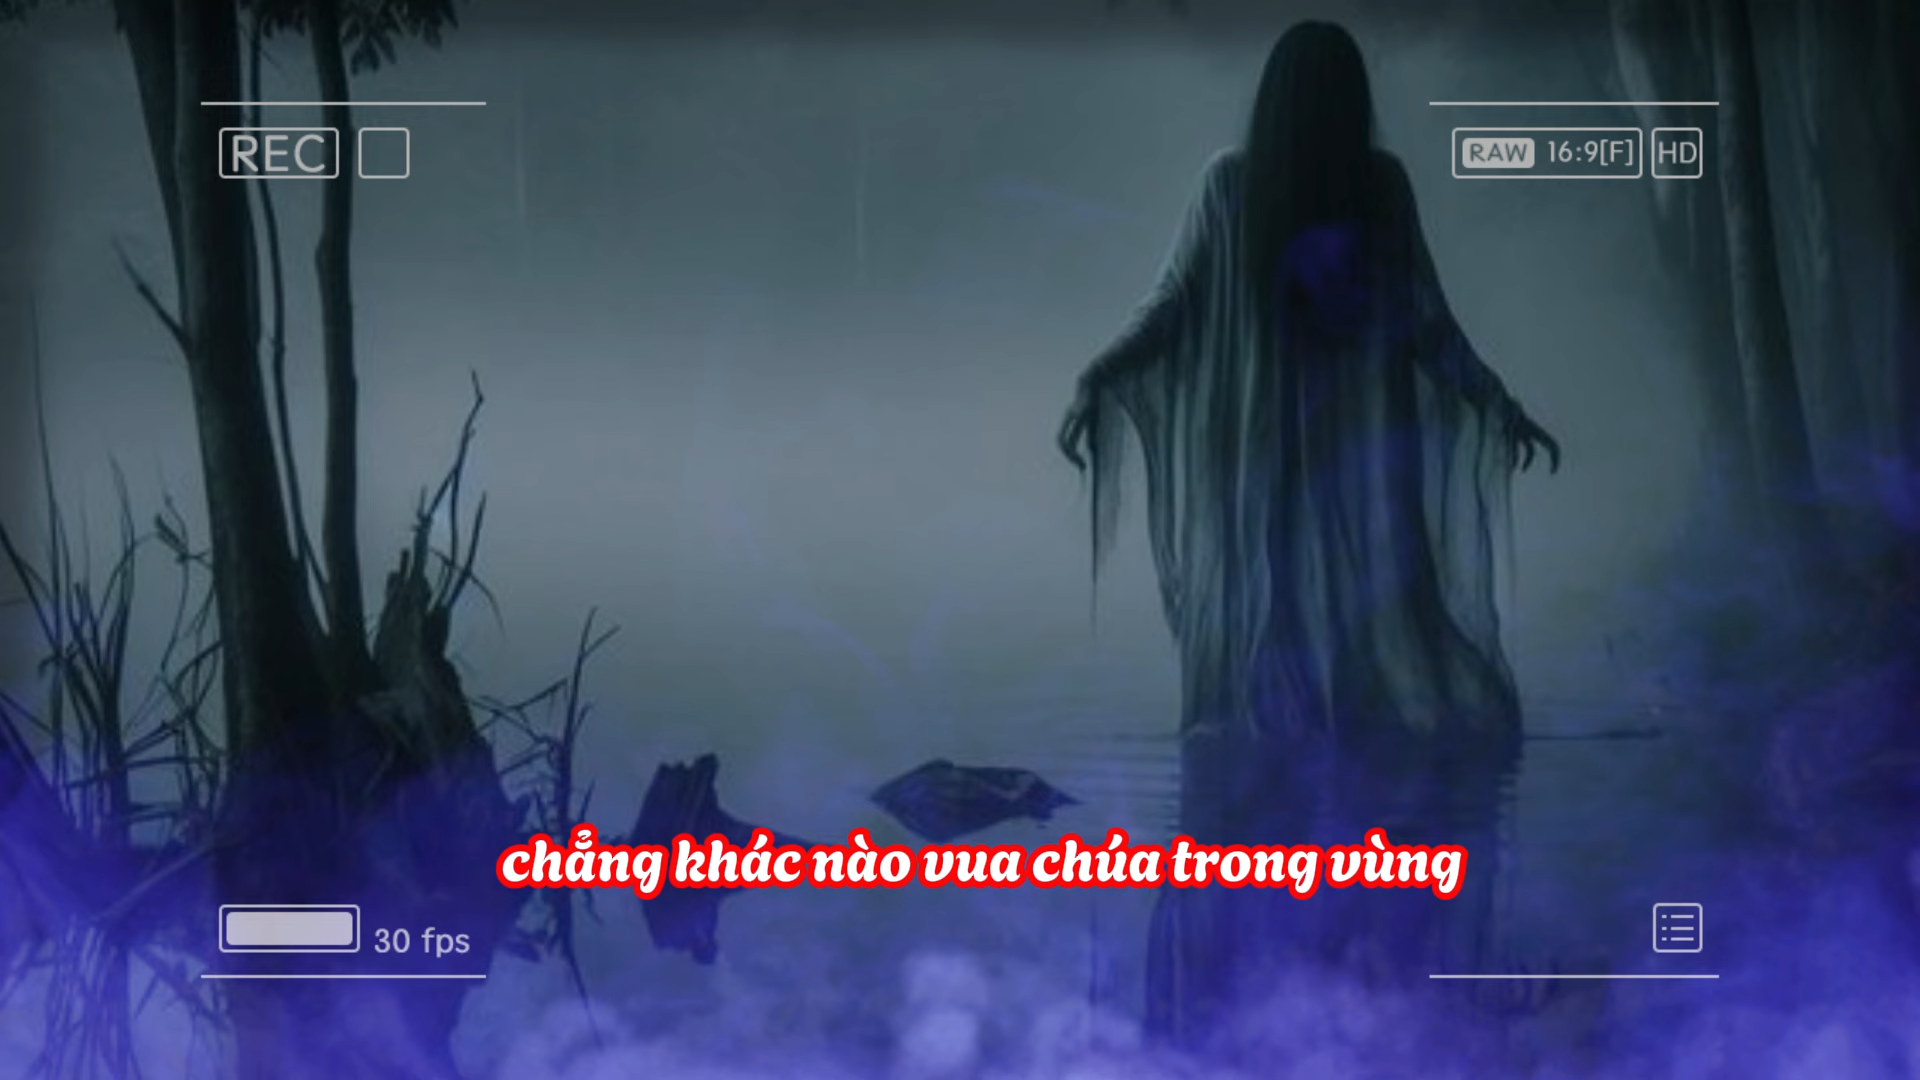 REC
RAW 16:9[F] HD
chẳng khác nào vua chúa trong vùng
30 fps